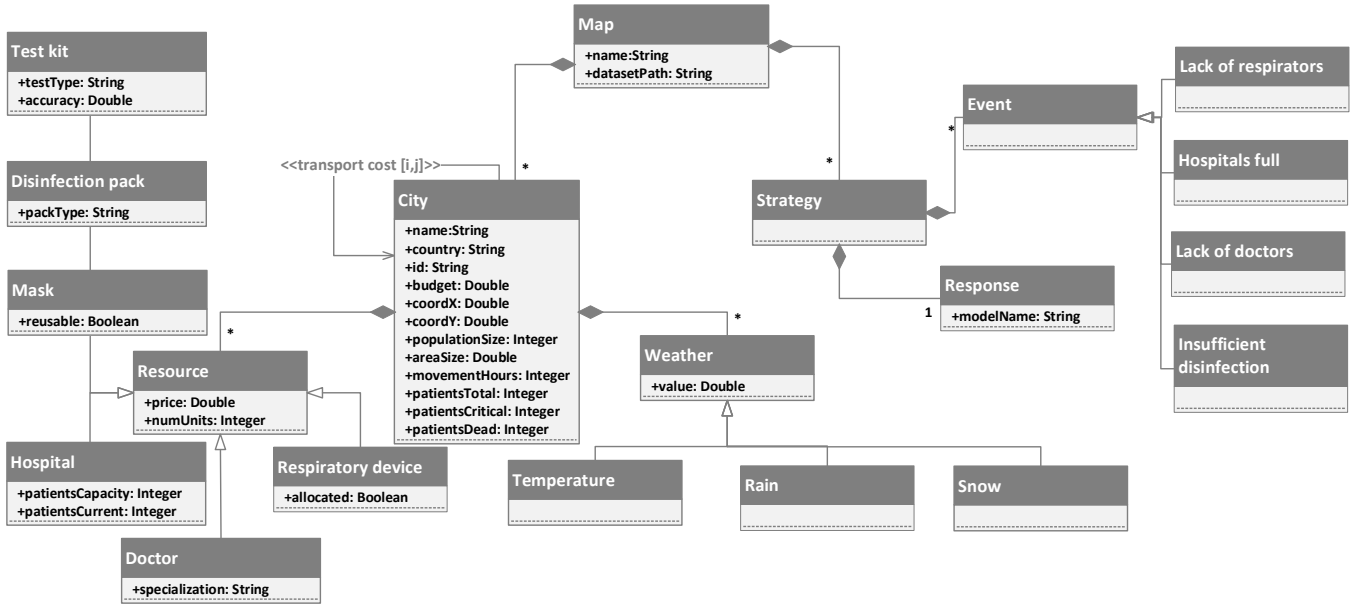 Map
+name:String
+datasetPath: String
Test kit
+testType: String
+accuracy: Double
Disinfection pack
+packType: String
Mask
+reusable: Boolean
Resource
+price: Double
+numUnits: Integer
Hospital
+patientsCapacity: Integer
+patientsCurrent: Integer
Doctor
+specialization: String
Respiratory device
+allocated: Boolean
*
<<transport cost [i,j]>>
*
City
+name:String
+country: String
+id: String
+budget: Double
+coordX: Double
+coordY: Double
+populationSize: Integer
+areaSize: Double
+movementHours: Integer
+patientsTotal: Integer
+patientsCritical: Integer
+patientsDead: Integer
*
Weather
+value: Double
Temperature
Rain
Snow
*
Strategy
*
Event
1
Response
+modelName: String
Lack of respirators
Hospitals full
Lack of doctors
Insufficient
disinfection